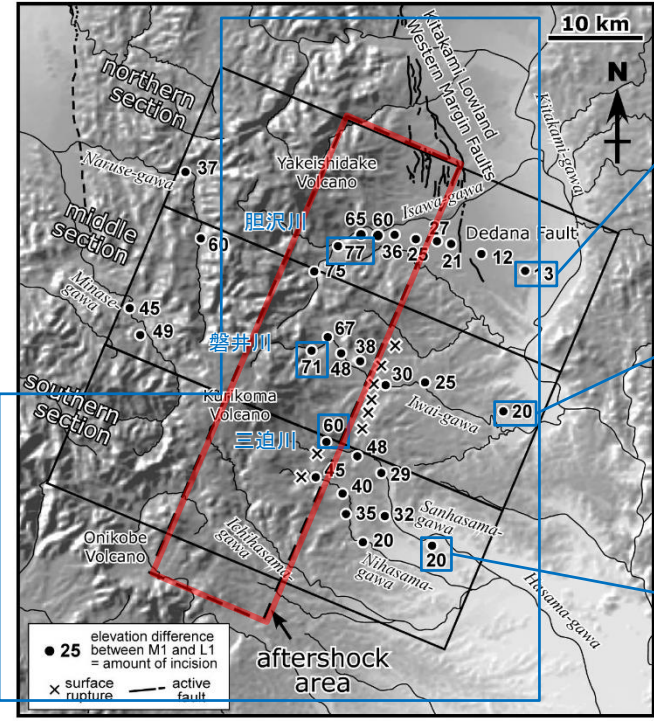 10 km
N
northern
section
Kitakami Lowland
Western Margin Faults
Kitakami-gawa
Naruse-gawa
37
Yakeishidake
Volcano
Isawa-gawa
middle
section
胆沢川
60
65
60
77
36
25
27
21
Dedana Fault
12
13
75
Minase-
gawa
45
49
磐井川
67
71
48
38
30
25
20
Iwai-gawa
southern
section
Kurikoma
Volcano
三迫川
60
48
45
29
40
35
32
20
20
Sanhasama-
gawa
Nihasama-
gawa
Ichihasama-
gawa
Hasama-gawa
Onikobe
Volcano
aftershock
area
25
elevation difference
between M1 and L1
= amount of incision
surface
rupture
active
fault